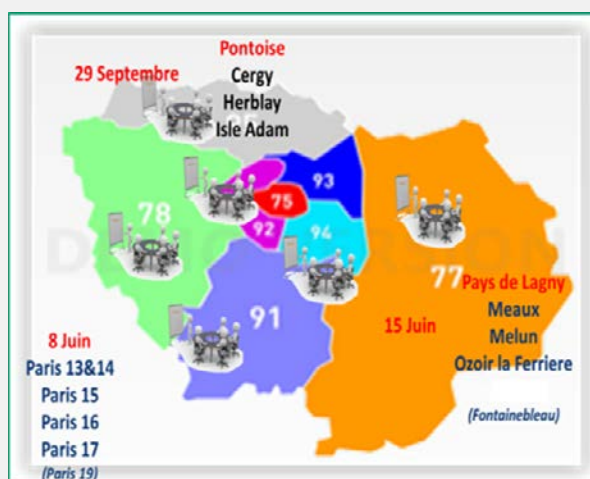 29 Septembre
Pontoise
Cergy
Herblay
Isle Adam
95
93
75
78
92
94
77
91
Pays de Lagny
Meaux
Melun
Ozoir la Ferriere
(Fontainebleau)
15 Juin
8 Juin
Paris 13&14
Paris 15
Paris 16
Paris 17
(Paris 19)